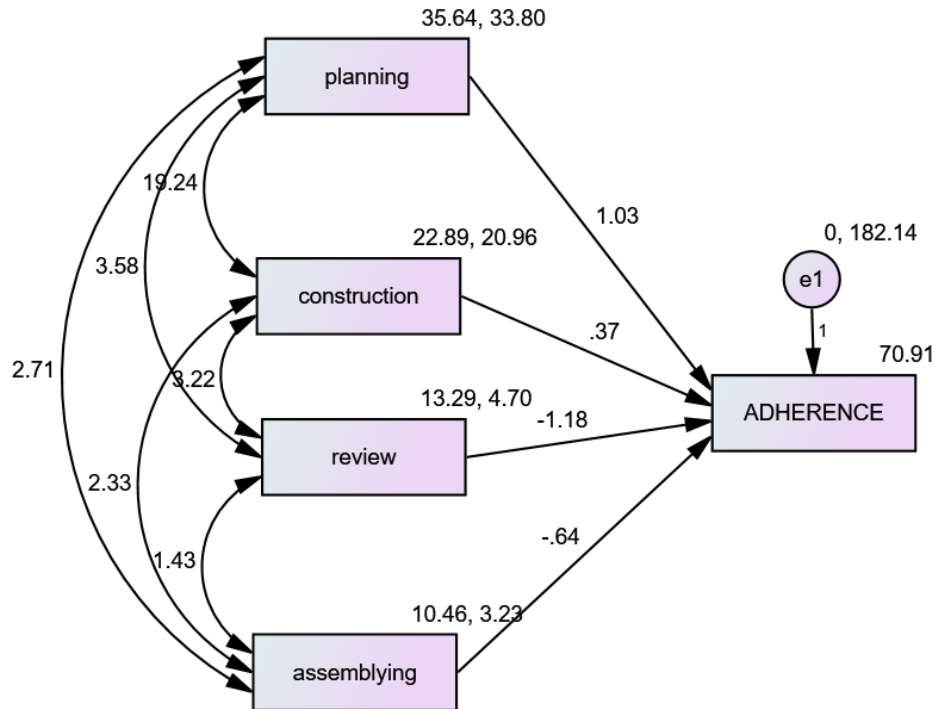 35.64, 33.80
planning
19.24
1.03
0, 182.14
e1
22.89, 20.96
3.58
construction
.37
1
70.91
2.71
3.22
13.29, 4.70
-1.18
ADHERENCE
review
2.33
-.64
1.43
10.46, 3.23
assemblying